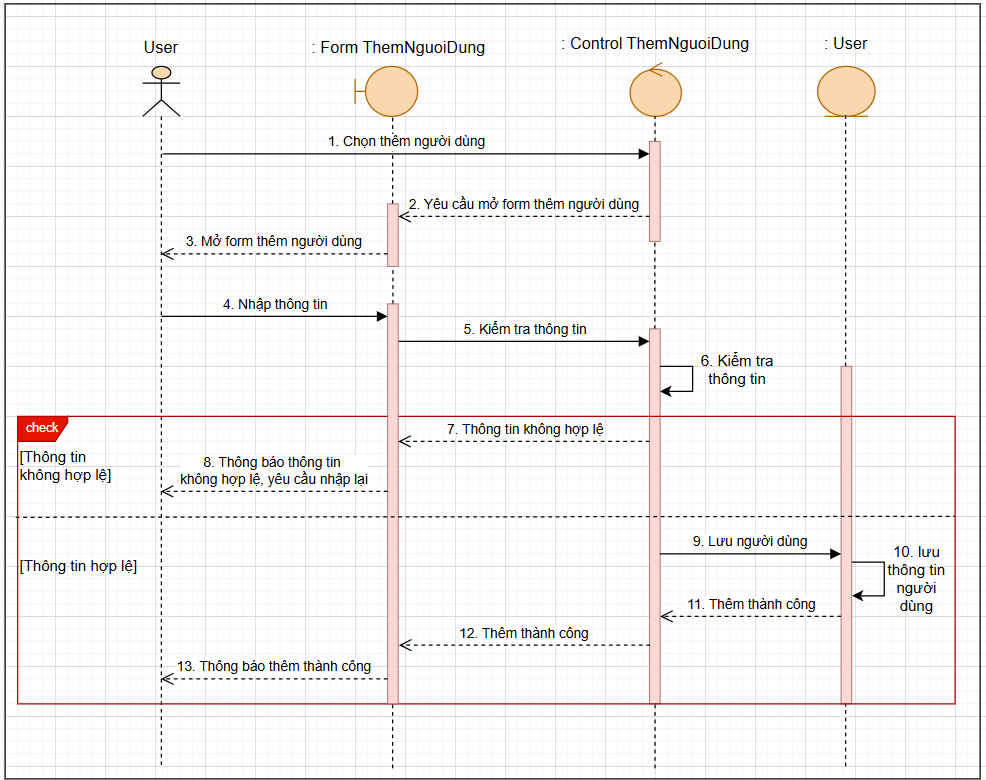 User
: Form ThemNguoiDung
: Control ThemNguoiDung
: User
1. Chọn thêm người dùng
2. Yêu cầu mở form thêm người dùng
3. Mở form thêm người dùng
4. Nhập thông tin
5. Kiểm tra thông tin
6. Kiểm tra
thông tin
check
7. Thông tin không hợp lệ
[Thông tin
không hợp lệ]
8. Thông báo thông tin
không hợp lệ, yêu cầu nhập lại
9. Lưu người dùng
[Thông tin hợp lệ]
10. lưu
thông tin
người
dùng
11. Thêm thành công
12. Thêm thành công
13. Thông báo thêm thành công